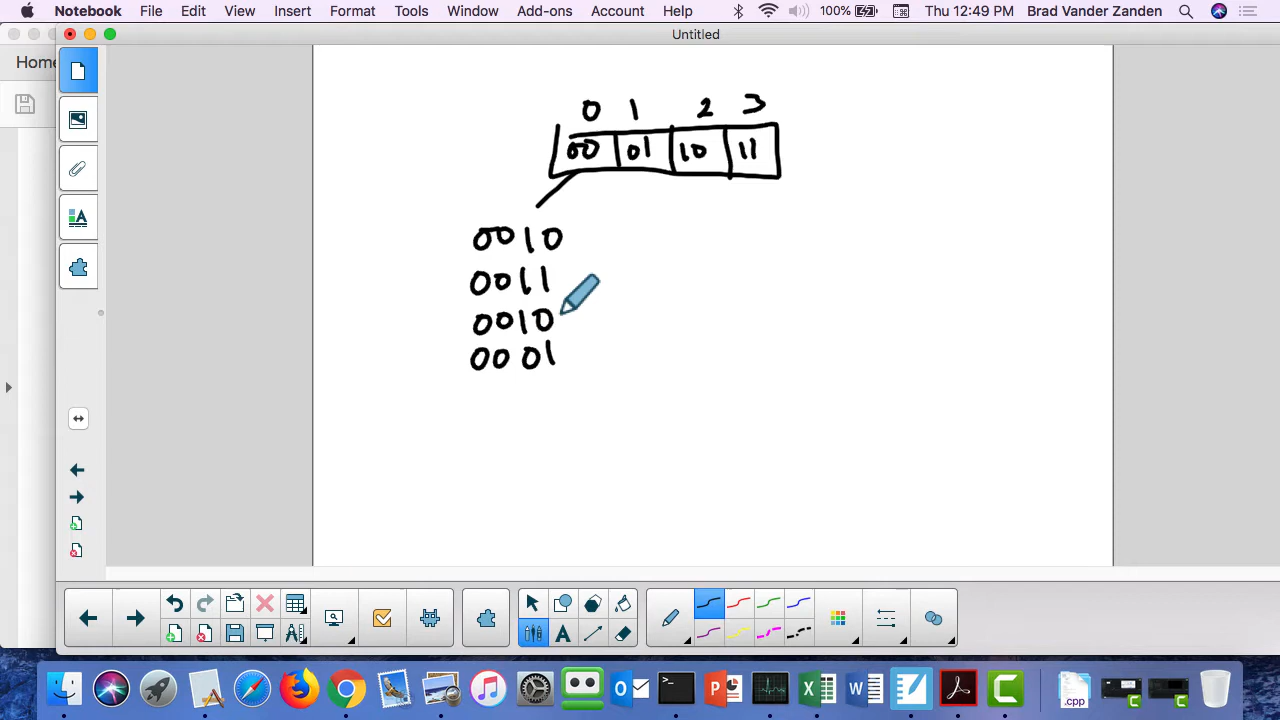 Notebook File Edit View Insert Format Tools Window Add-ons Account Help 100% Thu 12:49 PM Brad Vander Zanden
Untitled
Home
0 1 2 3
00 01 10 11
0010
0011
0010
0001
A
A
A
>_ P X W
.cpp C C